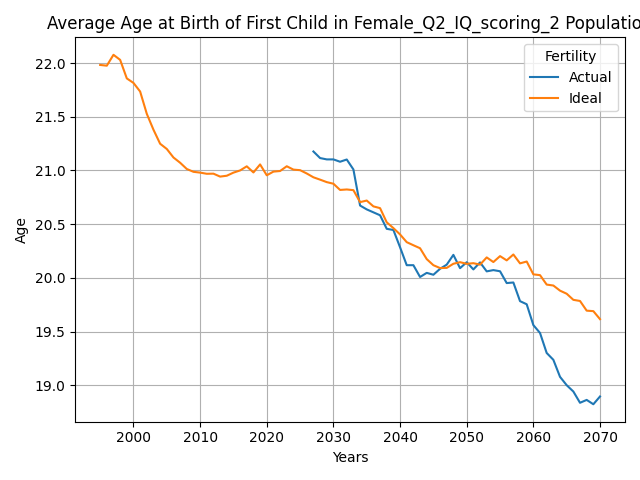 Average Age at Birth of First Child in Female_Q2_IQ_scoring_2 Populatio
Fertility
Actual
Ideal
22.0
21.5
21.0
20.5
20.0
19.5
19.0
Age
2000
2010
2020
2030
2040
2050
2060
2070
Years